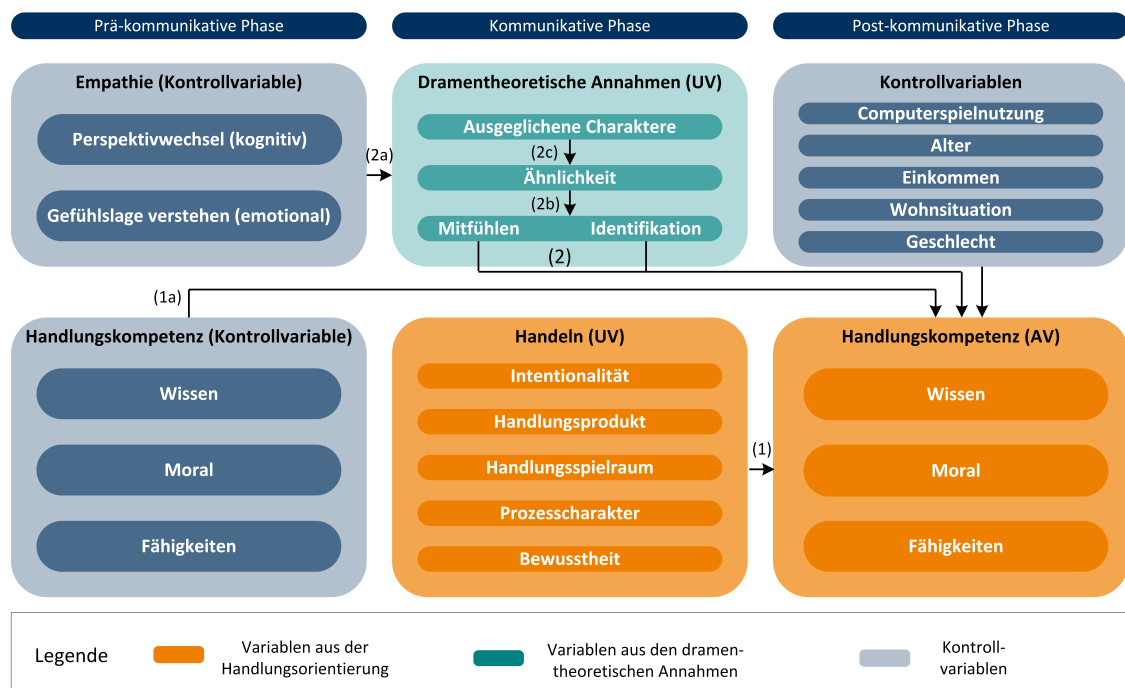 Prä-kommunikative Phase
Kommunikative Phase
Post-kommunikative Phase
Empathie (Kontrollvariable)
Perspektivwechsel (kognitiv)
Gefühlslage verstehen (emotional)
(2a)
Dramentheoretische Annahmen (UV)
Ausgeglichene Charaktere
(2c)
Ähnlichkeit
(2b)
Mitfühlen Identifikation
(2)
Kontrollvariablen
Computerspielnutzung
Alter
Einkommen
Wohnsituation
Geschlecht
(1a)
Handlungskompetenz (Kontrollvariable)
Wissen
Moral
Fähigkeiten
Handeln (UV)
Intentionalität
Handlungsprodukt
Handlungsspielraum
Prozesscharakter
Bewusstheit
(1)
Handlungskompetenz (AV)
Wissen
Moral
Fähigkeiten
Legende
Variablen aus der
Handlungsorientierung
Variablen aus den dramen-
theoretischen Annahmen
Kontroll-
variablen